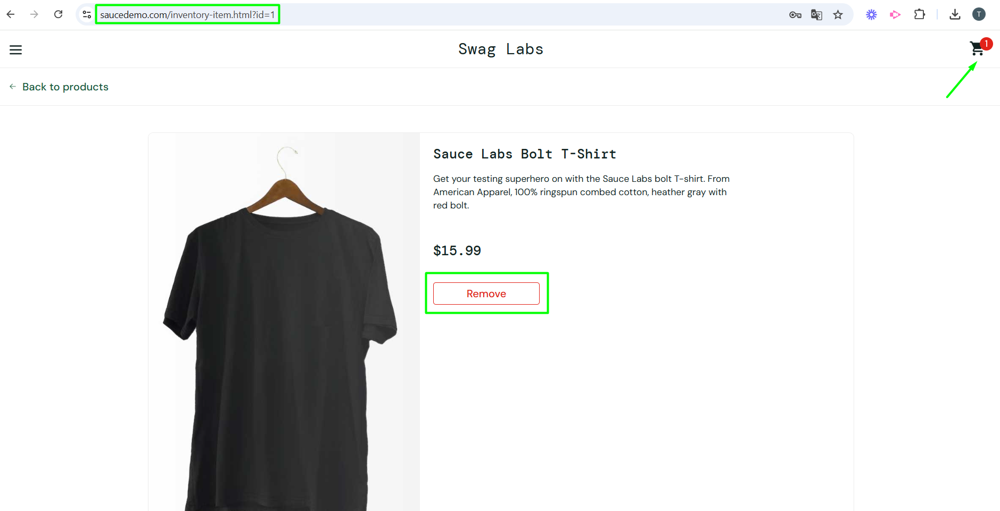 saucedemo.com/inventory-item.html?id=1
T
Swag Labs
1
Back to products
Sauce Labs Bolt T-Shirt
Get your testing superhero on with the Sauce Labs bolt T-shirt. From
American Apparel, 100% ringspun combed cotton, heather gray with
red bolt.
$15.99
Remove